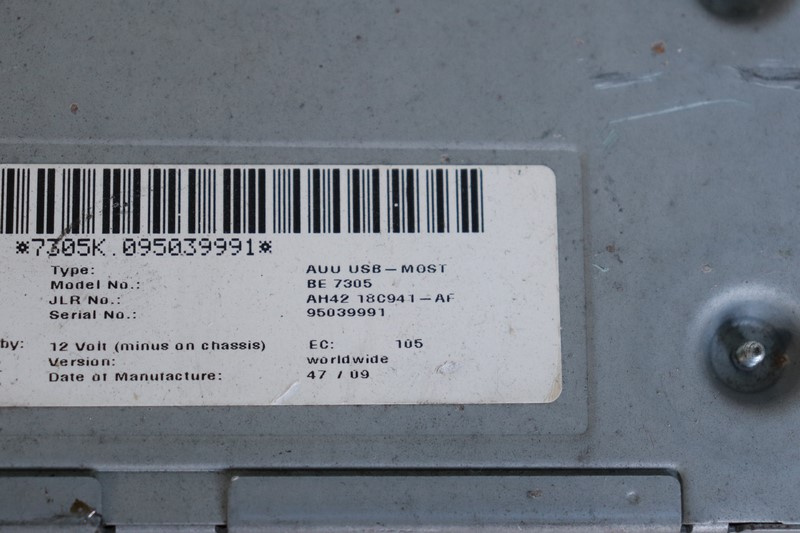 *7305K.095039991*
Type: AUU USB-MOST
Model No.: BE 7305
JLR No.: AH42 18C941-AF
Serial No.: 95039991
by: 12 Volt (minus on chassis) EC: 105
Version: worldwide
Date of Manufacture: 47 / 09